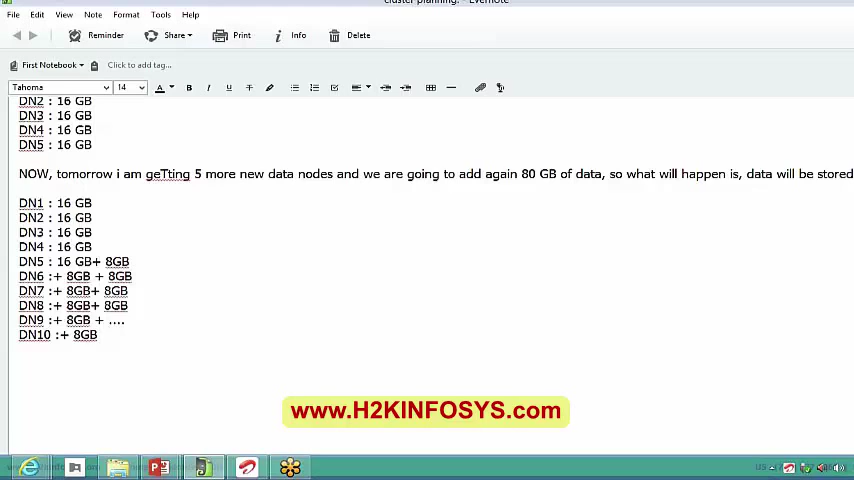 cluster planning. - Evernote
File Edit View Note Format Tools Help
Reminder Share Print Info Delete
First Notebook Click to add tag...
Tahoma 14 A B I U T
DN2 : 16 GB
DN3 : 16 GB
DN4 : 16 GB
DN5 : 16 GB
NOW, tomorrow i am geTting 5 more new data nodes and we are going to add again 80 GB of data, so what will happen is, data will be stored
DN1 : 16 GB
DN2 : 16 GB
DN3 : 16 GB
DN4 : 16 GB
DN5 : 16 GB+ 8GB
DN6 :+ 8GB + 8GB
DN7 :+ 8GB+ 8GB
DN8 :+ 8GB+ 8GB
DN9 :+ 8GB + ....
DN10 :+ 8GB
www.H2KINFOSYS.com
US